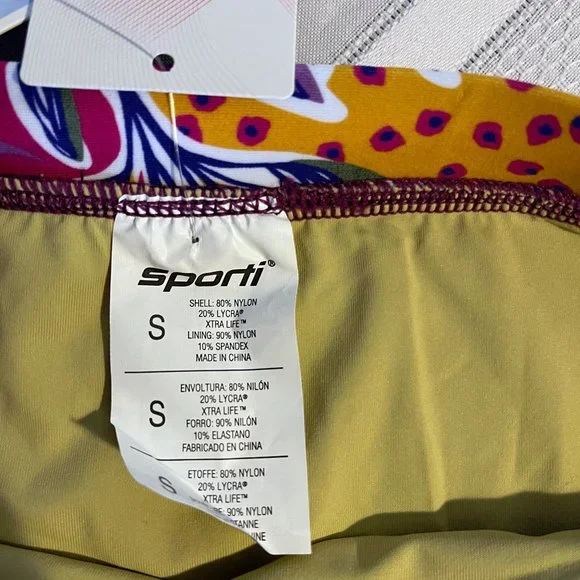 sporti®
S
SHELL: 80% NYLON
20% LYCRA®
XTRA LIFE™
LINING: 90% NYLON
10% SPANDEX
MADE IN CHINA
S
ENVOLTURA: 80% NILÓN
20% LYCRA®
XTRA LIFE™
FORRO: 90% NILÓN
10% ELASTANO
FABRICADO EN CHINA
S
ETOFFE: 80% NYLON
20% LYCRA®
XTRA LIFE™
90% NYLON